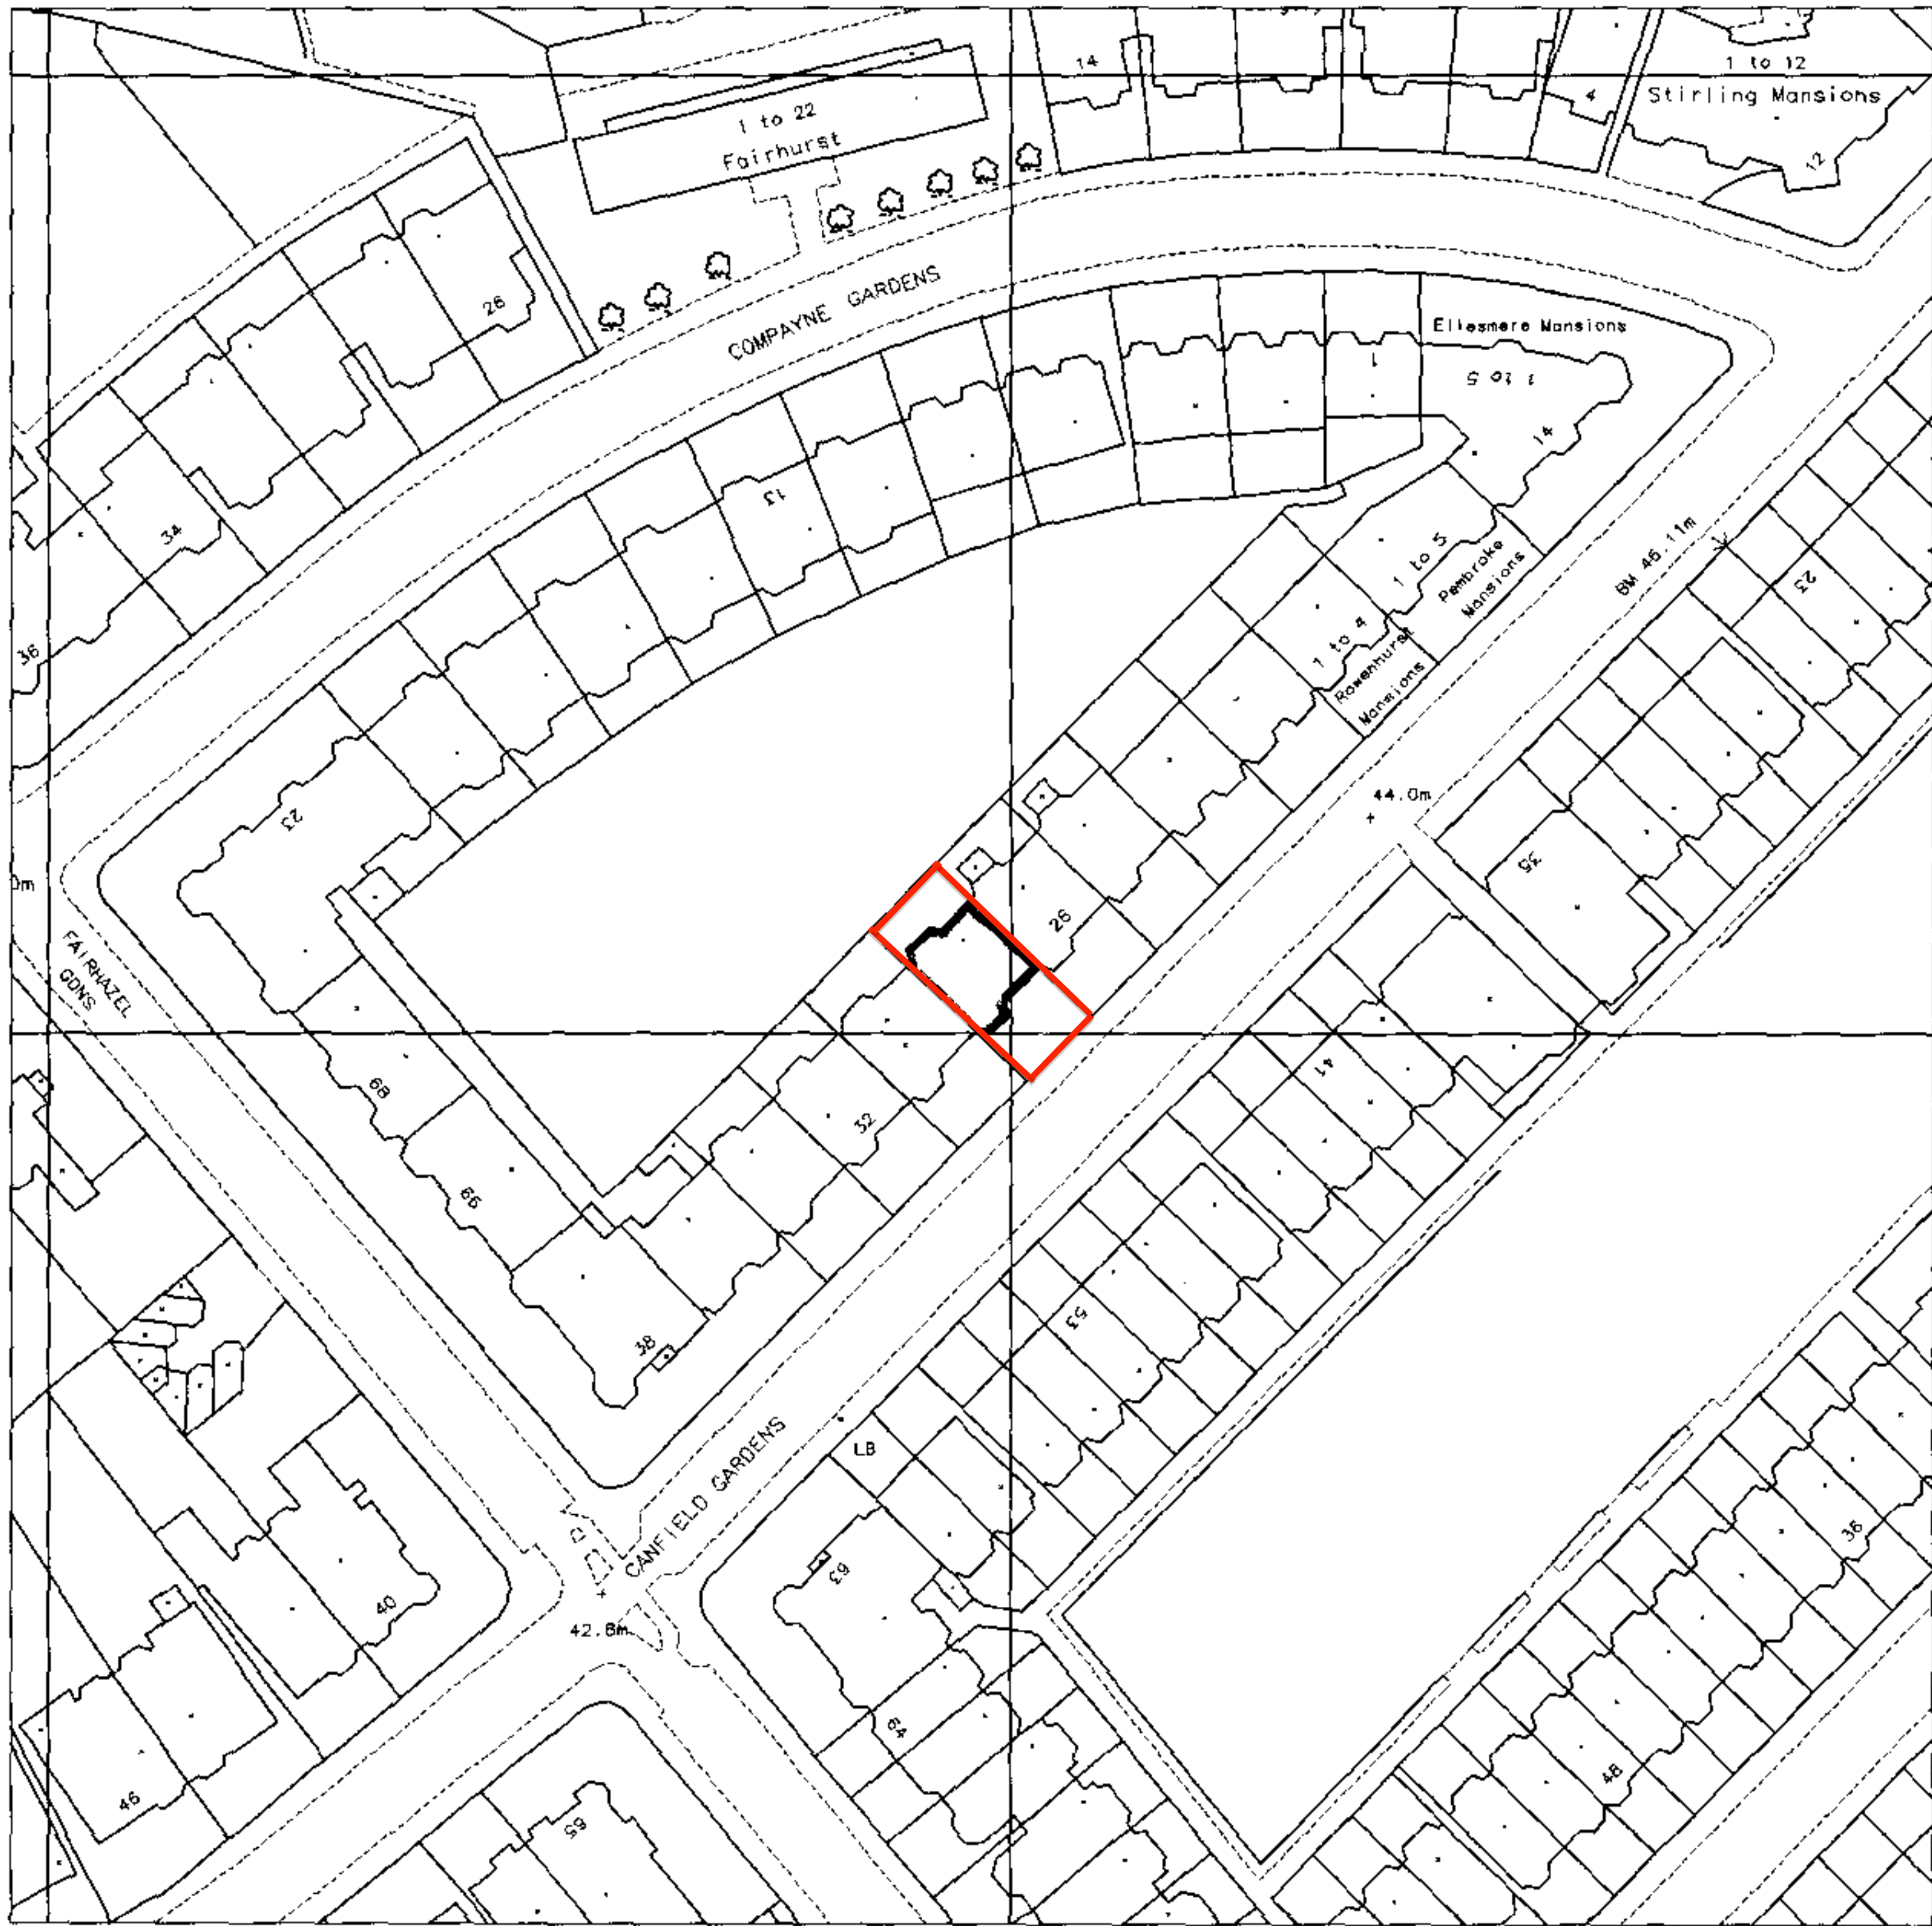 14
1 to 12
Stirling Mansions
4
12
1 to 22
Fairhurst
26
COMPAYNE GARDENS
Ellesmere Mansions
1
1 to 5
14
13
34
36
1 to 5
Pembroke
Mansions
BM 46.11m
23
1 to 4
Rowenhurst
Mansions
44.0m
23
35
0m
26
FAIRHAZEL
GDNS
68
41
32
66
53
38
CANFIELD GARDENS
LB
63
36
40
42.8m
64
48
46
65